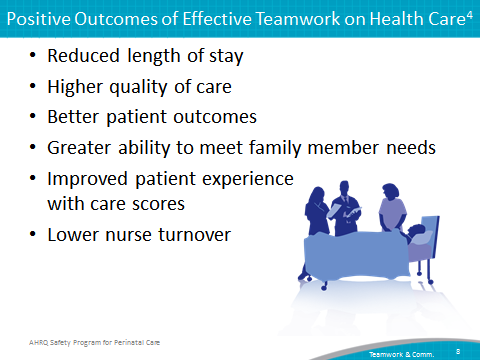 Positive Outcomes of Effective Teamwork on Health Care⁴
• Reduced length of stay
• Higher quality of care
• Better patient outcomes
• Greater ability to meet family member needs
• Improved patient experience
with care scores
• Lower nurse turnover
AHRQ Safety Program for Perinatal Care
Teamwork & Comm.
8